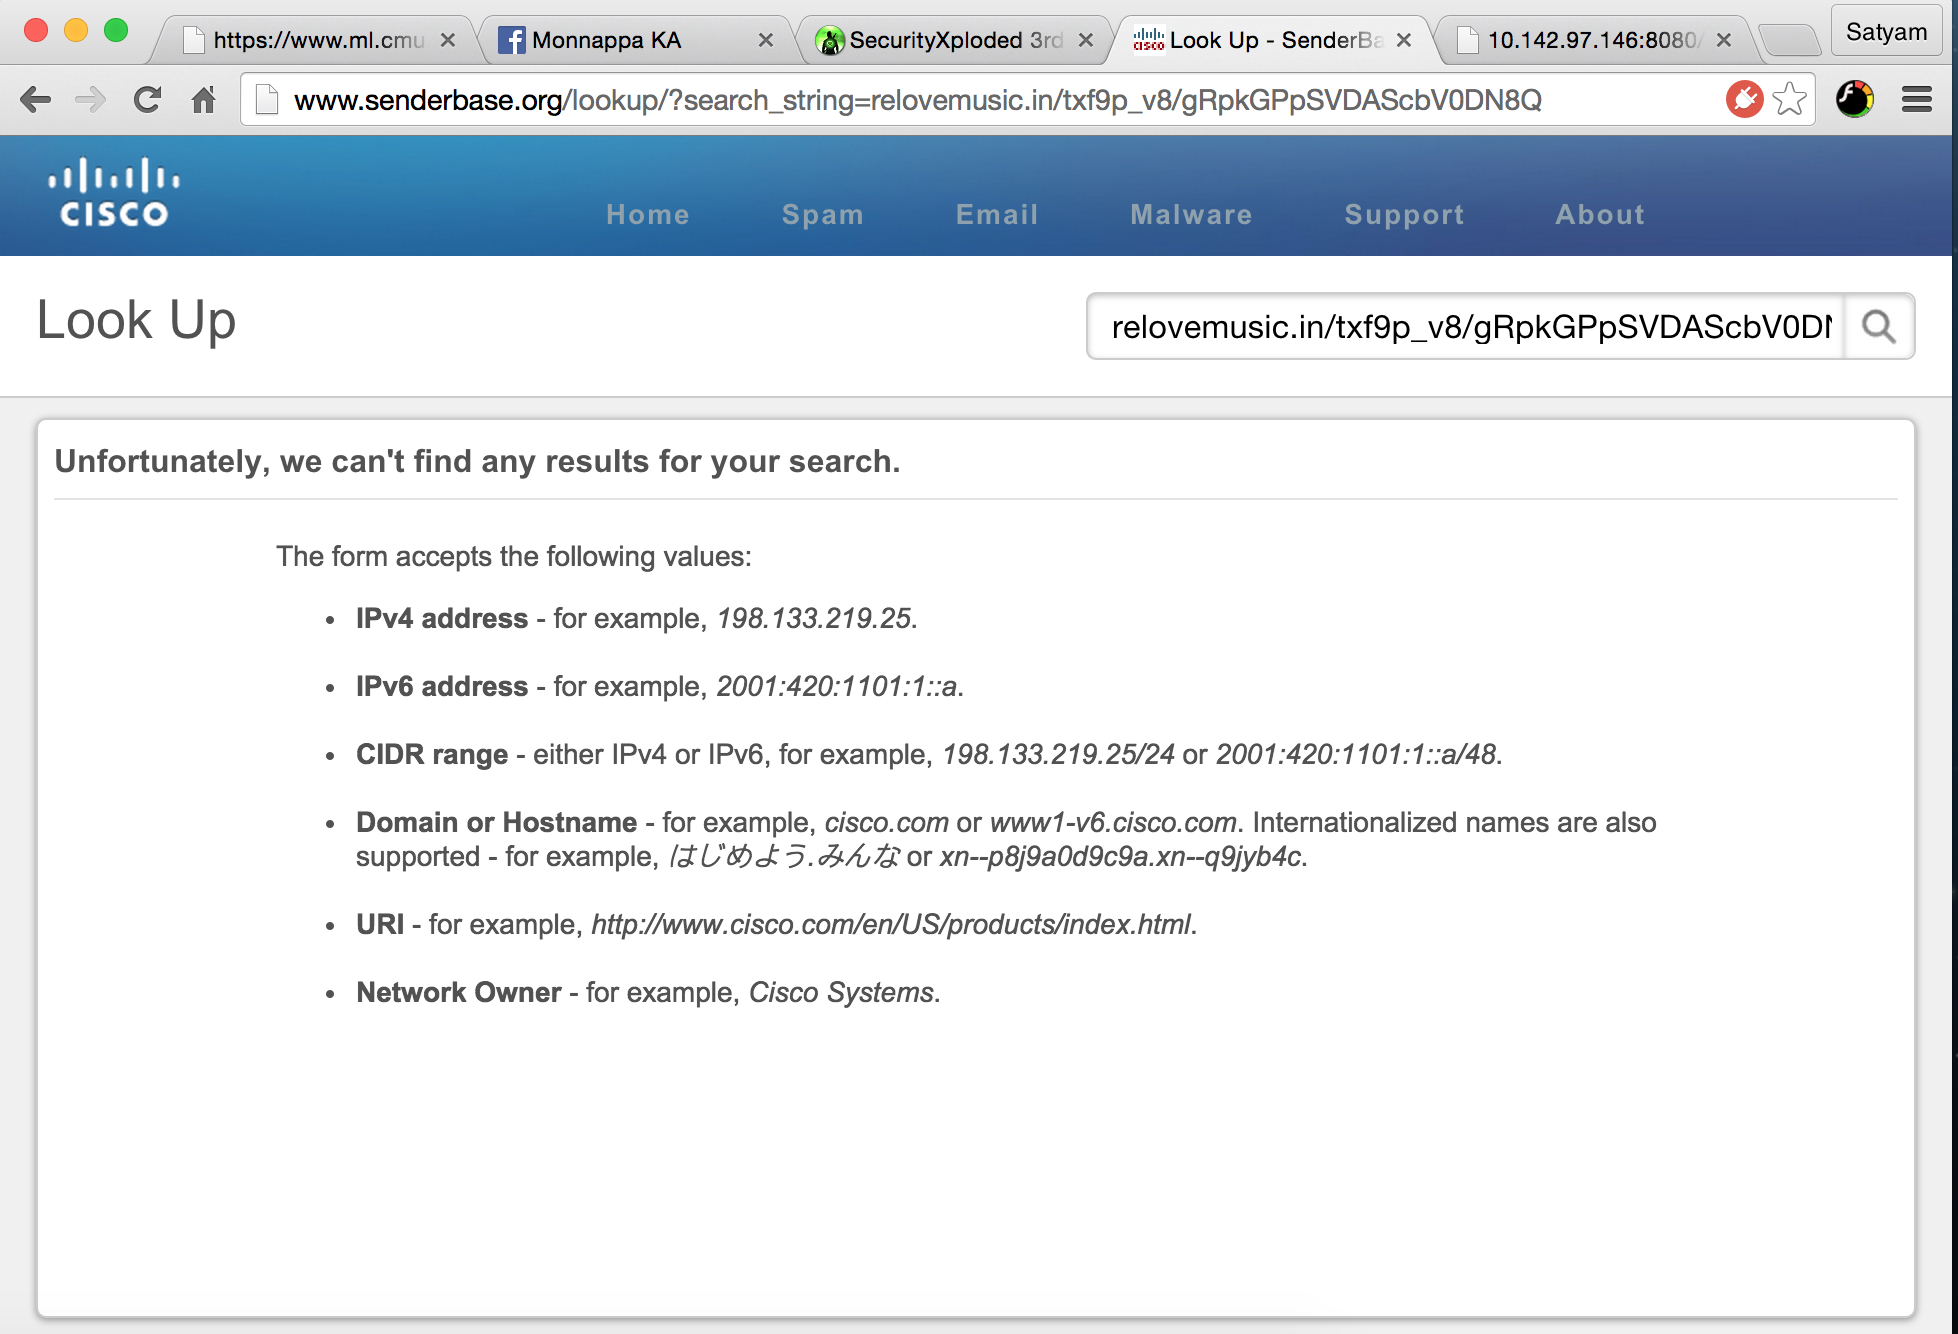 https://www.ml.cmu
Monnappa KA
SecurityXploded 3rd
Look Up - SenderBa
10.142.97.146:8080/
Satyam
www.senderbase.org/lookup/?search_string=relovemusic.in/txf9p_v8/gRpkGPpSVDAScbV0DN8Q
CISCO
Home
Spam
Email
Malware
Support
About
Look Up
relovemusic.in/txf9p_v8/gRpkGPpSVDAScbV0DN
Unfortunately, we can't find any results for your search.
The form accepts the following values:
• IPv4 address - for example, 198.133.219.25.
• IPv6 address - for example, 2001:420:1101:1::a.
• CIDR range - either IPv4 or IPv6, for example, 198.133.219.25/24 or 2001:420:1101:1::a/48.
• Domain or Hostname - for example, cisco.com or www1-v6.cisco.com. Internationalized names are also
supported - for example, はじめよう.みんな or xn--p8j9a0d9c9a.xn--q9jyb4c.
• URI - for example, http://www.cisco.com/en/US/products/index.html.
• Network Owner - for example, Cisco Systems.